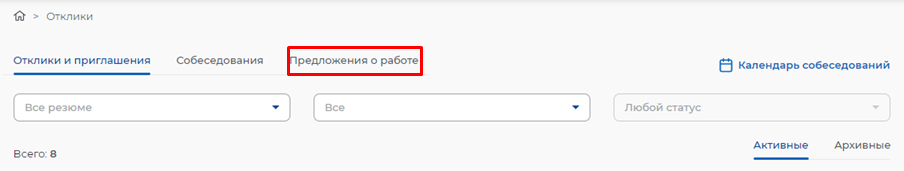 > Отклики
Отклики и приглашения Собеседования Предложения о работе
Календарь собеседований
Все резюме Все Любой статус
Всего: 8
Активные Архивные